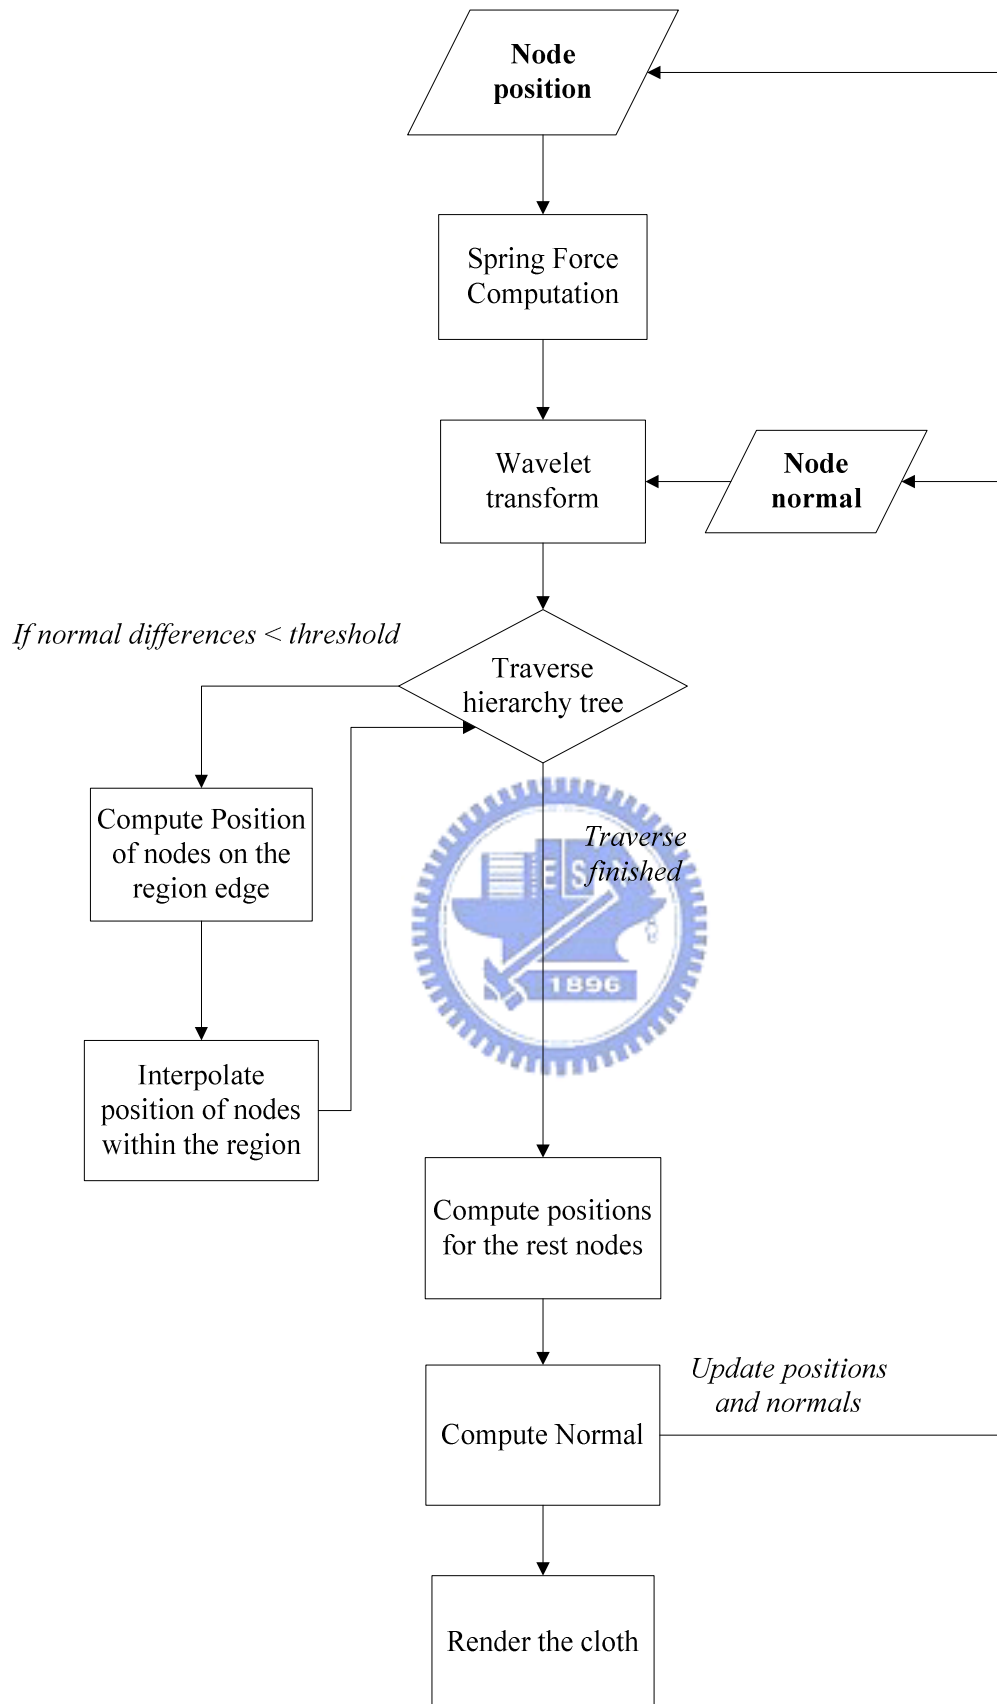 Node
position
Spring Force
Computation
Wavelet
transform
Node
normal
If normal differences < threshold
Traverse
hierarchy tree
Compute Position
of nodes on the
region edge
Traverse
finished
E S
1896
Interpolate
position of nodes
within the region
Compute positions
for the rest nodes
Update positions
and normals
Compute Normal
Render the cloth